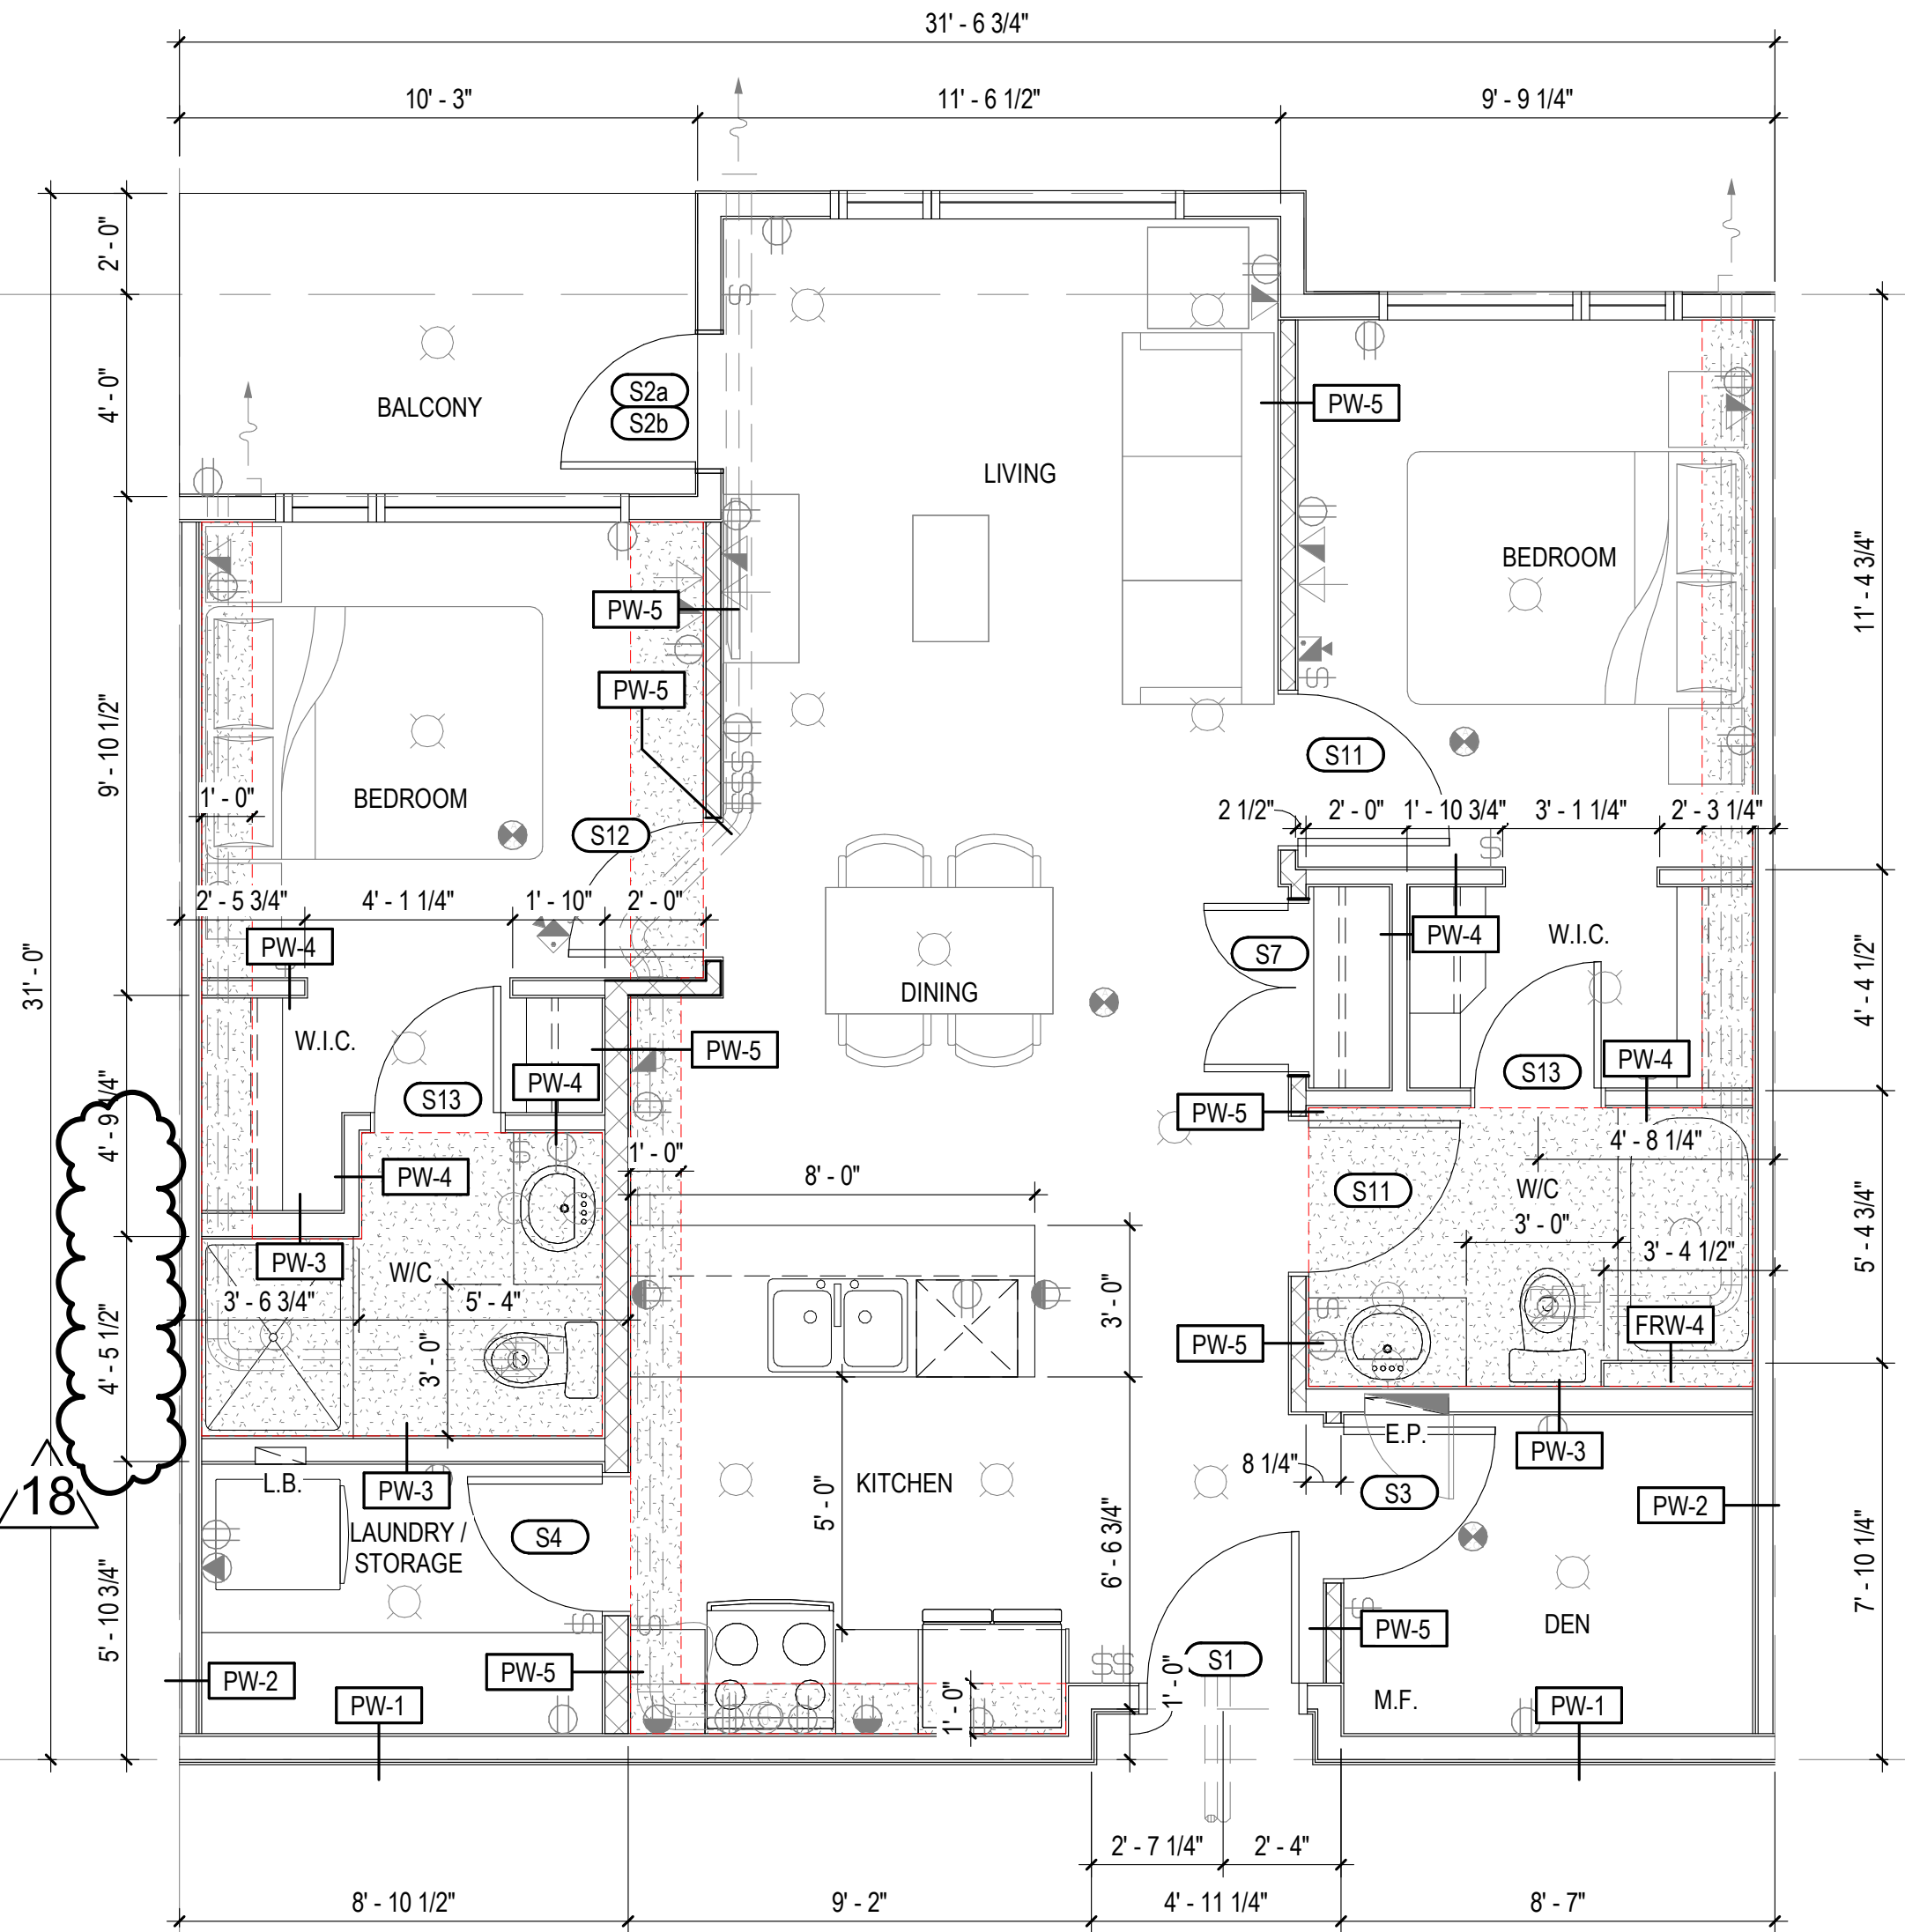 31' - 6 3/4"
10' - 3"
11' - 6 1/2"
9' - 9 1/4"
2' - 0"
4' - 0"
9' - 10 1/2"
31' - 0"
4' - 9 1/4"
4' - 5 1/2"
5' - 10 3/4"
18
BALCONY
S2a
S2b
LIVING
PW-5
BEDROOM
11' - 4 3/4"
PW-5
PW-5
BEDROOM
1' - 0"
S12
S11
2 1/2"
2' - 0"
1' - 10 3/4"
3' - 1 1/4"
2' - 3 1/4"
2' - 5 3/4"
4' - 1 1/4"
1' - 10"
2' - 0"
PW-4
PW-4
W.I.C.
S7
DINING
4' - 4 1/2"
W.I.C.
PW-5
PW-4
S13
S13
PW-4
PW-5
4' - 8 1/4"
1' - 0"
PW-4
8' - 0"
S11
W/C
3' - 0"
3' - 4 1/2"
5' - 4 3/4"
PW-3
W/C
3' - 6 3/4"
5' - 4"
3' - 0"
3' - 0"
PW-5
FRW-4
L.B.
PW-3
LAUNDRY /
STORAGE
S4
KITCHEN
5' - 0"
6' - 6 3/4"
8 1/4"
E.P.
S3
PW-3
PW-2
7' - 10 1/4"
PW-5
DEN
PW-2
PW-1
PW-5
1' - 0"
1' - 0"
S1
M.F.
PW-1
2' - 7 1/4"
2' - 4"
8' - 10 1/2"
9' - 2"
4' - 11 1/4"
8' - 7"